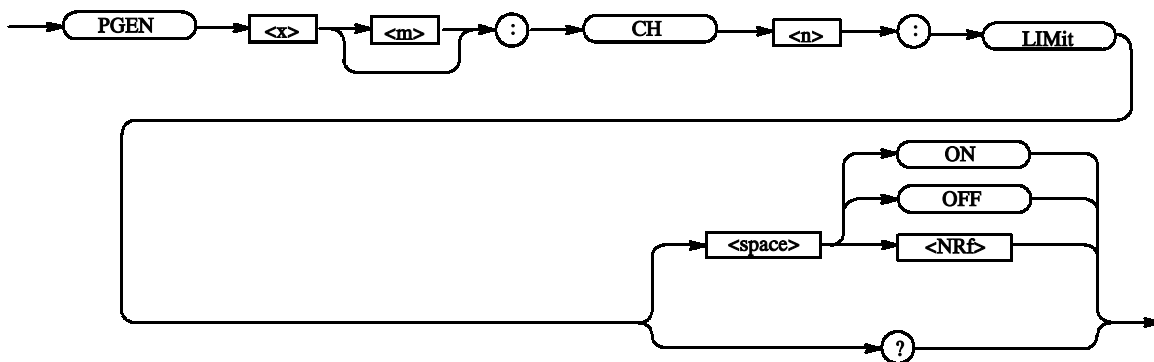 PGEN <x> <m> : CH <n> : LIMit
ON
OFF
<space> <NRf>
?